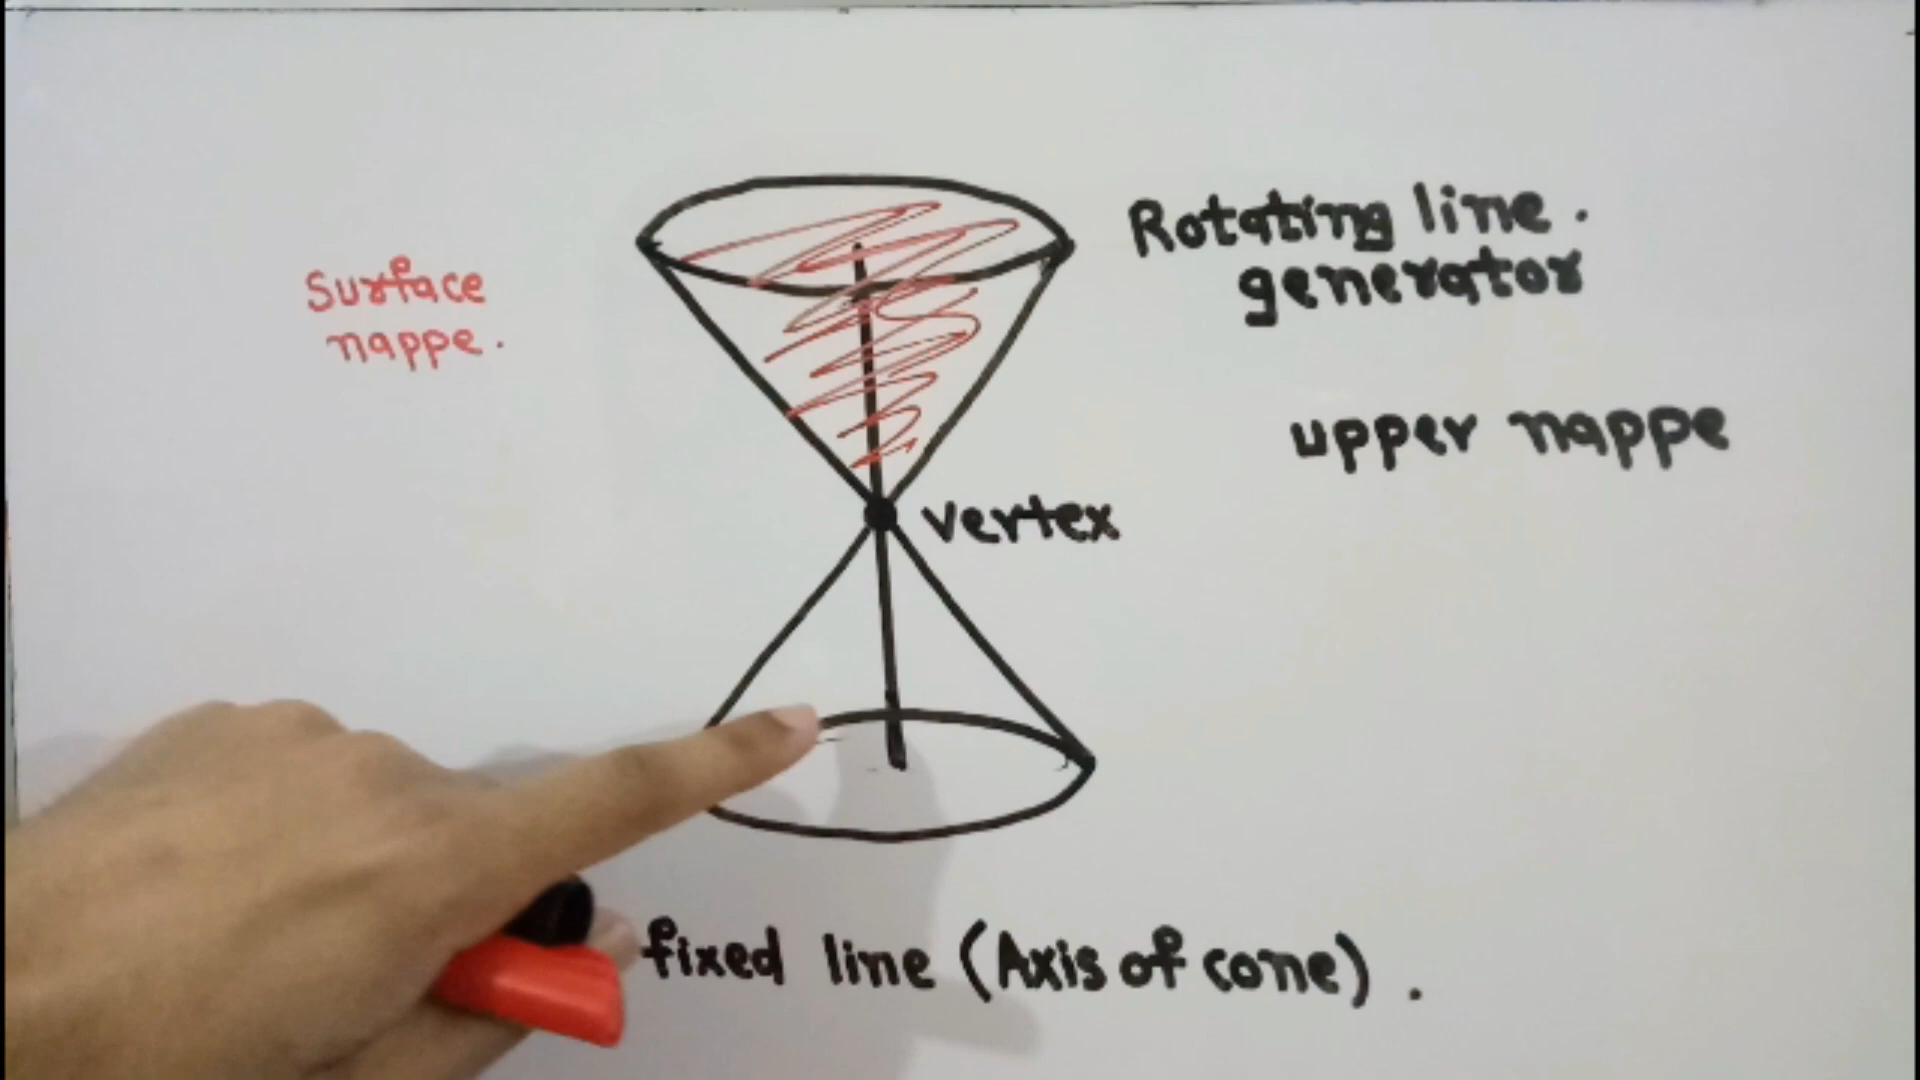 Surface
nappe.
Rotating line.
generator
upper nappe
vertex
fixed line (Axis of cone).